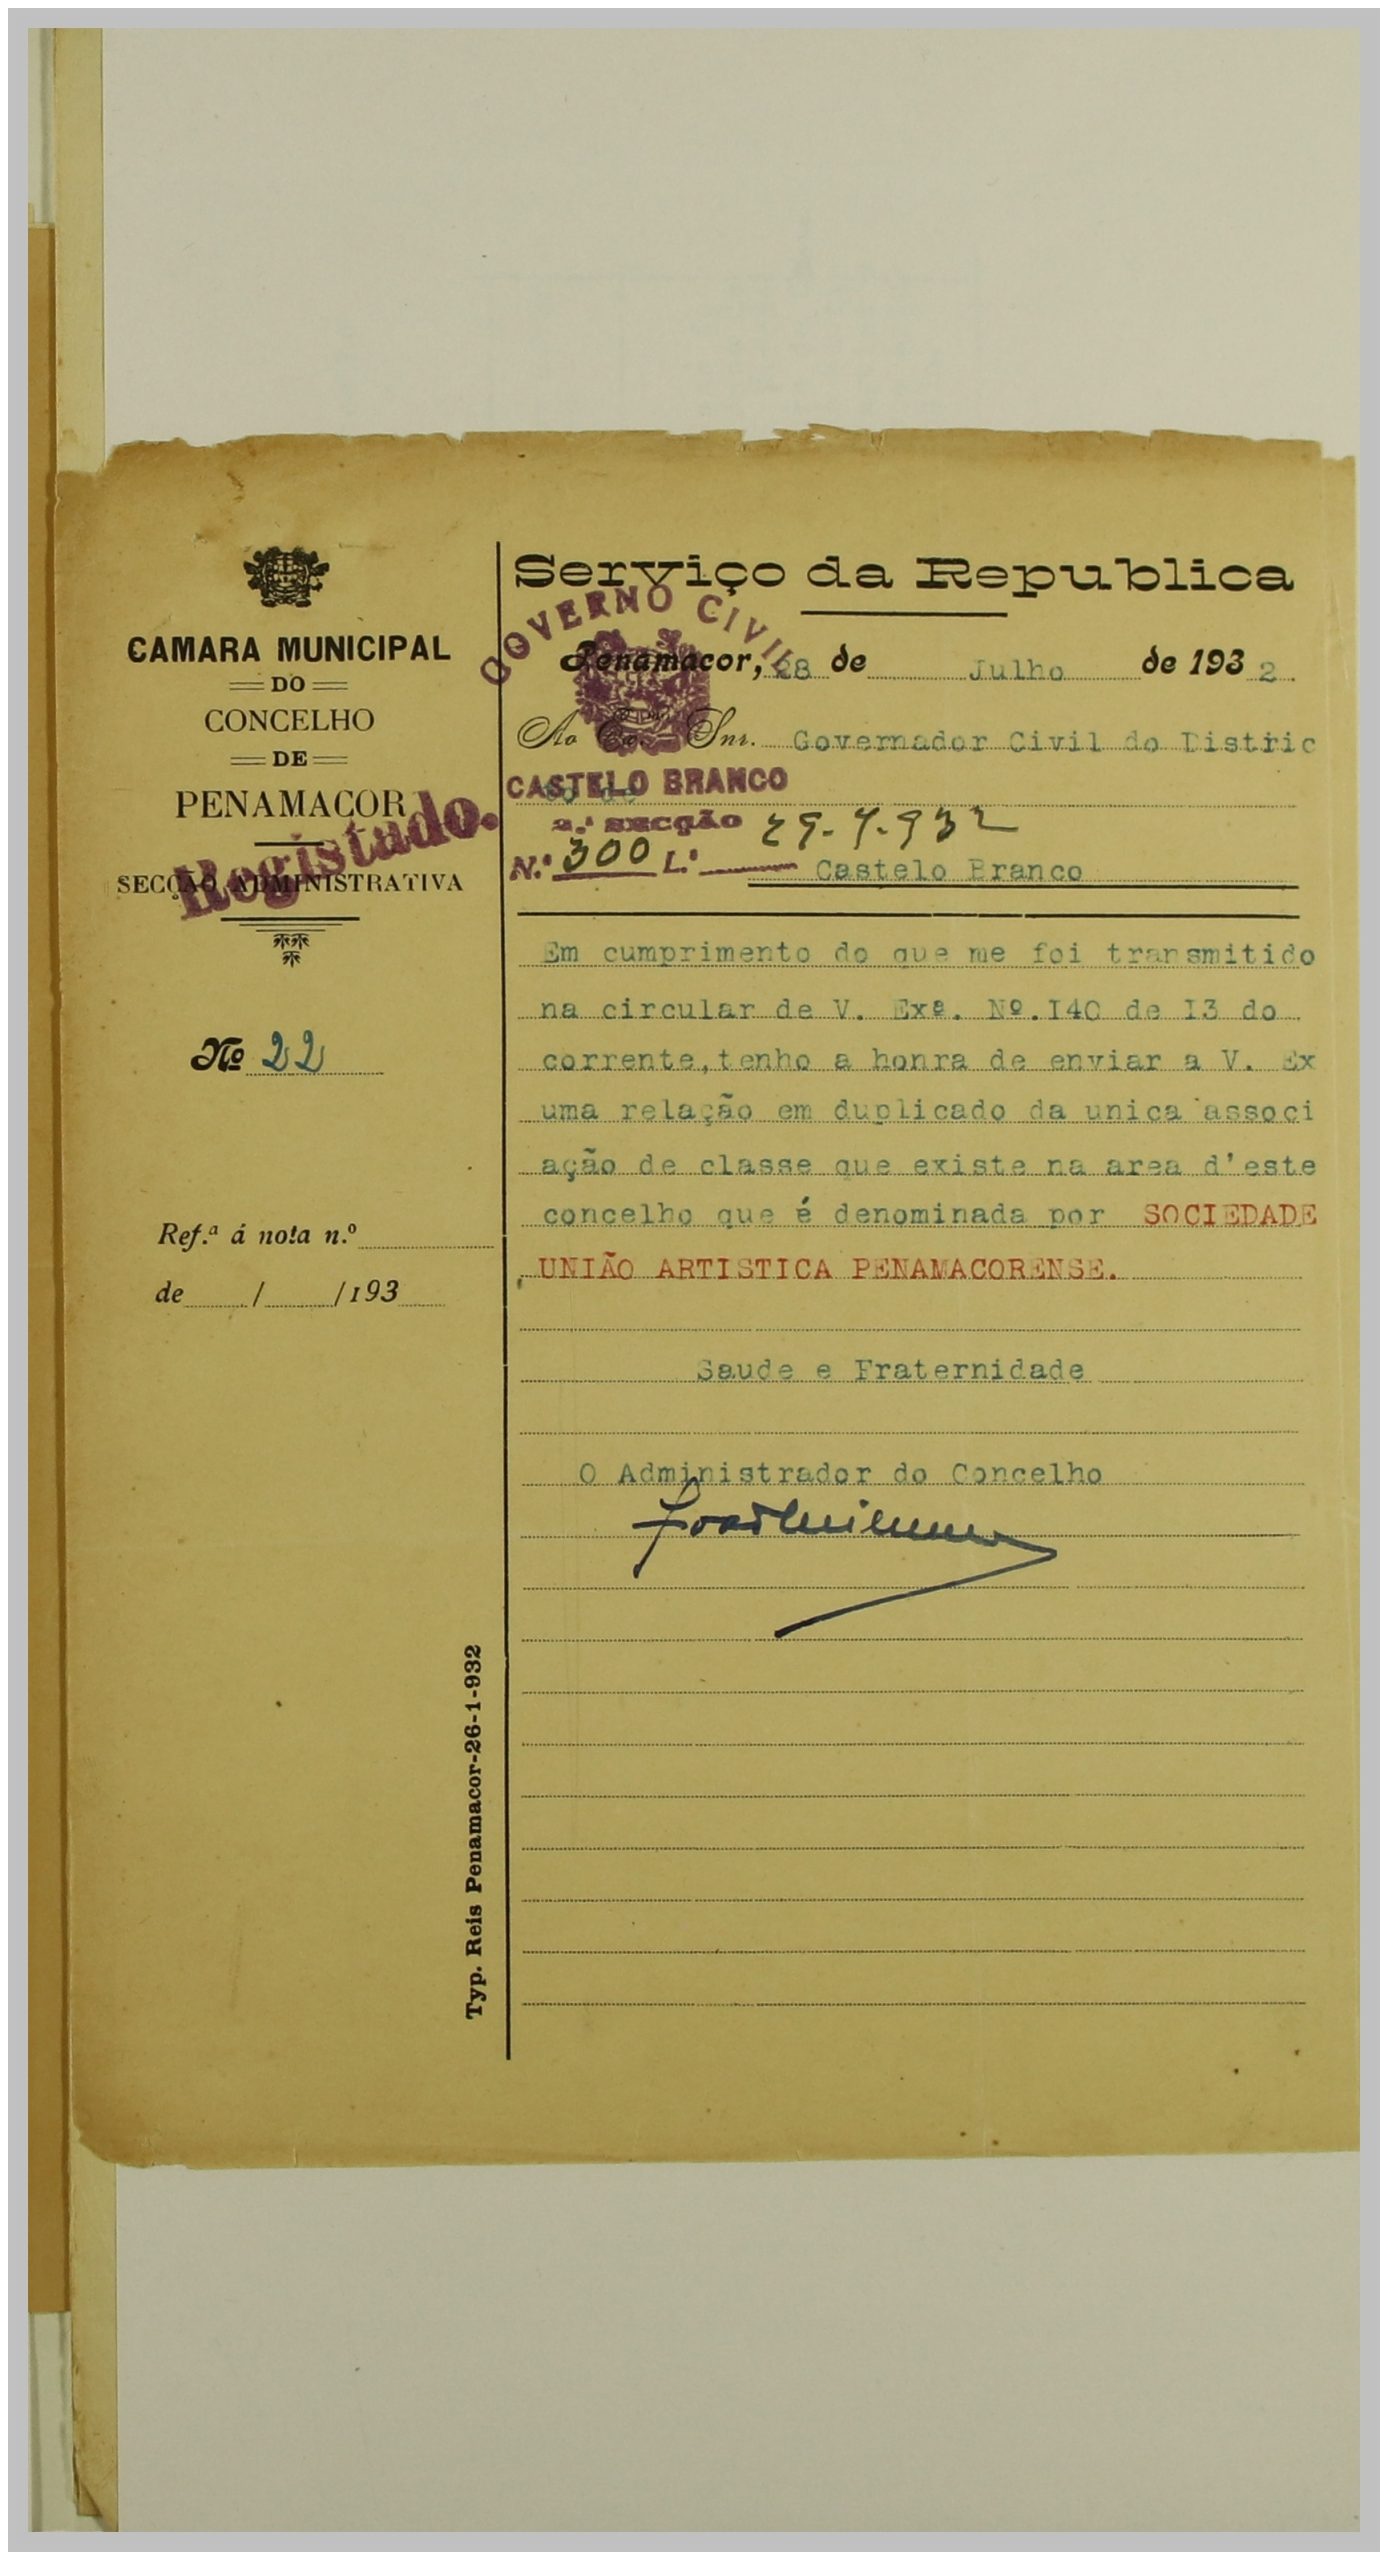 CAMARA MUNICIPAL
DO
CONCELHO
DE
PENAMACOR
SECÇÃO ADMINISTRATIVA
Registado.
Nº 22
Ref.ª á nota n.º
de / /193
Typ. Reis Penamacor-26-1-932
Serviço da Republica
GOVERNO CIVIL
Penamacor, 28 de Julho de 1932
Ao Exº Snr. Governador Civil do Distric
to de
CASTELO BRANCO
2.ª secção 29-7-932
N.º 300 L.º
Castelo Branco
Em cumprimento do que me foi transmitido
na circular de V. Exª. Nº.I40 de I3 do
corrente,tenho a honra de enviar a V. Ex
uma relação em duplicado da unica associ
ação de classe que existe na area d'este
concelho que é denominada por SOCIEDADE
UNIÃO ARTISTICA PENAMACORENSE.
Saude e Fraternidade
O Administrador do Concelho